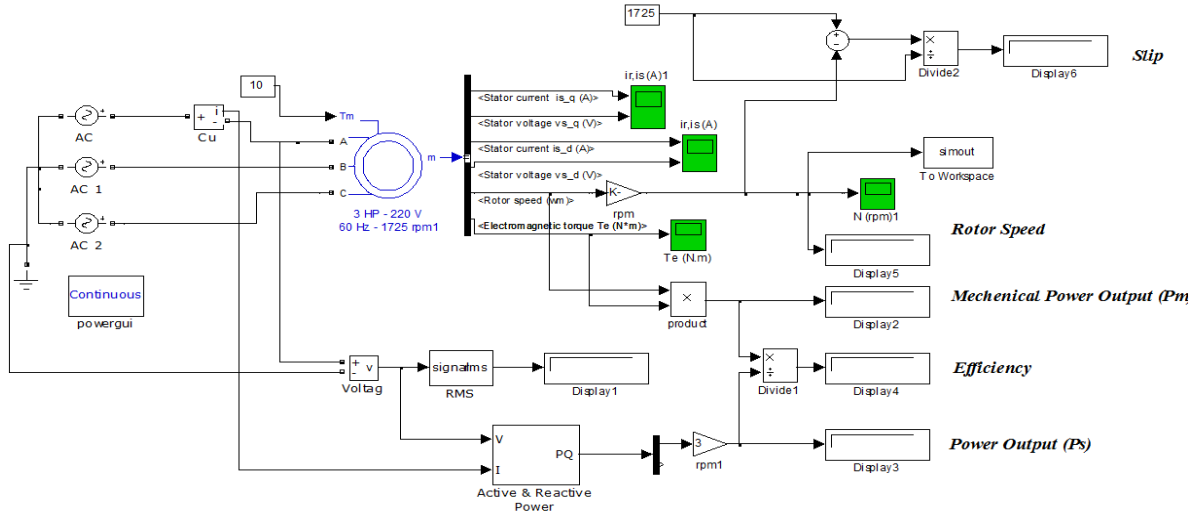 1725
Divide2
Display6
Slip
10
ir,is (A)1
<Stator current is_q (A)>
<Stator voltage vs_q (V)>
ir,is (A)
<Stator current is_d (A)>
<Stator voltage vs_d (V)>
<Rotor speed (wm)>
<Electromagnetic torque Te (N*m)>
AC
i
Cu
Tm
A
B
C
m
AC 1
AC 2
3 HP - 220 V
60 Hz - 1725 rpm1
K-
rpm
simout
To Workspace
N (rpm)1
Rotor Speed
Te (N.m)
Display5
Continuous
powergui
product
Display2
Mechenical Power Output (Pm)
v
Voltag
RMS
Display1
Divide1
Display4
Efficiency
V
I
PQ
Active & Reactive
Power
3
rpm1
Display3
Power Output (Ps)